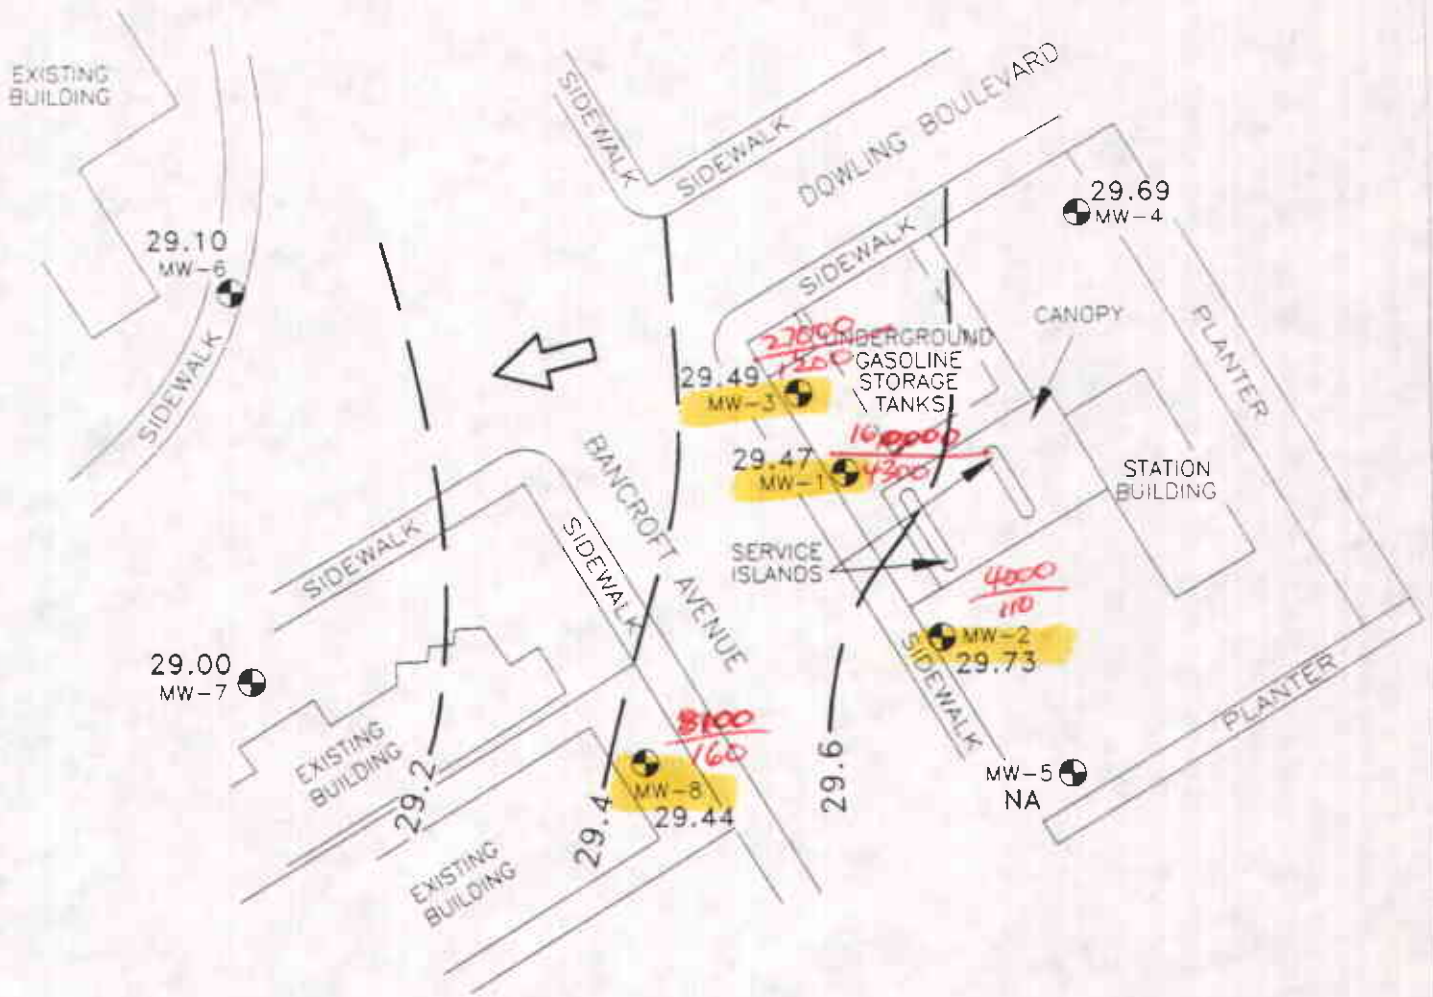 EXISTING
BUILDING
SIDEWALK
SIDEWALK
DOWLING BOULEVARD
29.69
MW-4
29.10
MW-6
SIDEWALK
SIDEWALK
CANOPY
PLANTER
UNDERGROUND
GASOLINE
STORAGE
TANKS
1200
29.49
MW-3
29.47
MW-1
4300
BANCROFT AVENUE
STATION
BUILDING
SIDEWALK
SIDEWALK
SERVICE
ISLANDS
4000
110
MW-2
29.73
SIDEWALK
29.00
MW-7
PLANTER
8100
160
EXISTING
BUILDING
29.2
29.4
MW-8
29.44
29.6
MW-5
NA
EXISTING
BUILDING